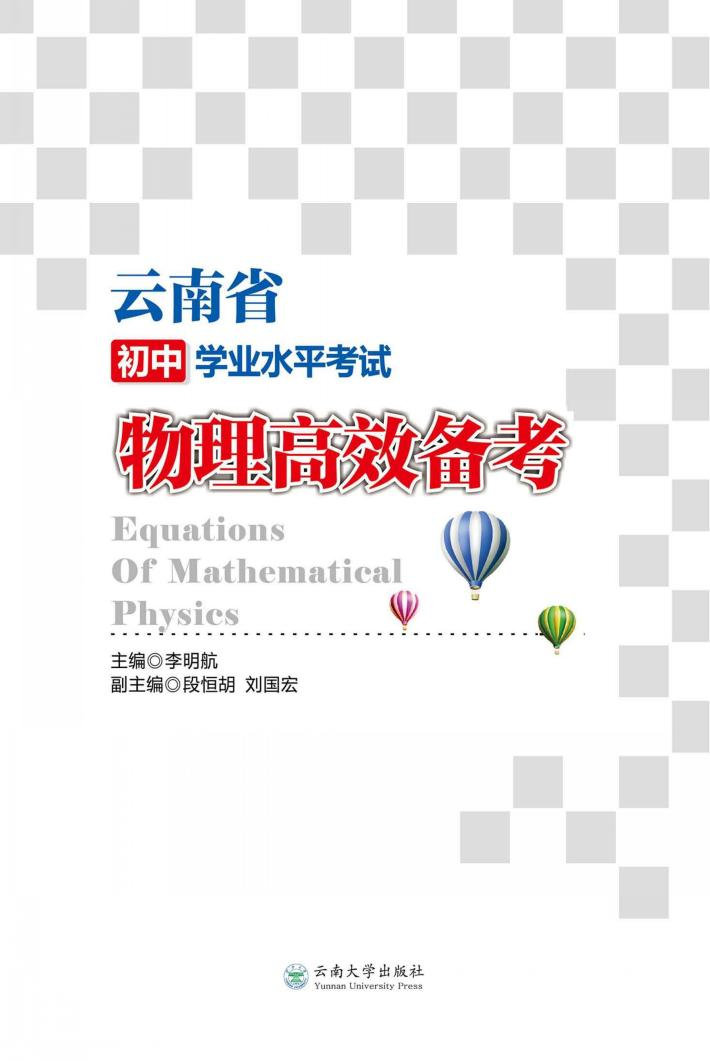 云南省
初中 学业水平考试
物理高效备考
Equations
Of Mathematical
Physics
主编◎李明航
副主编◎段恒胡 刘国宏
云南大学出版社
Yunnan University Press